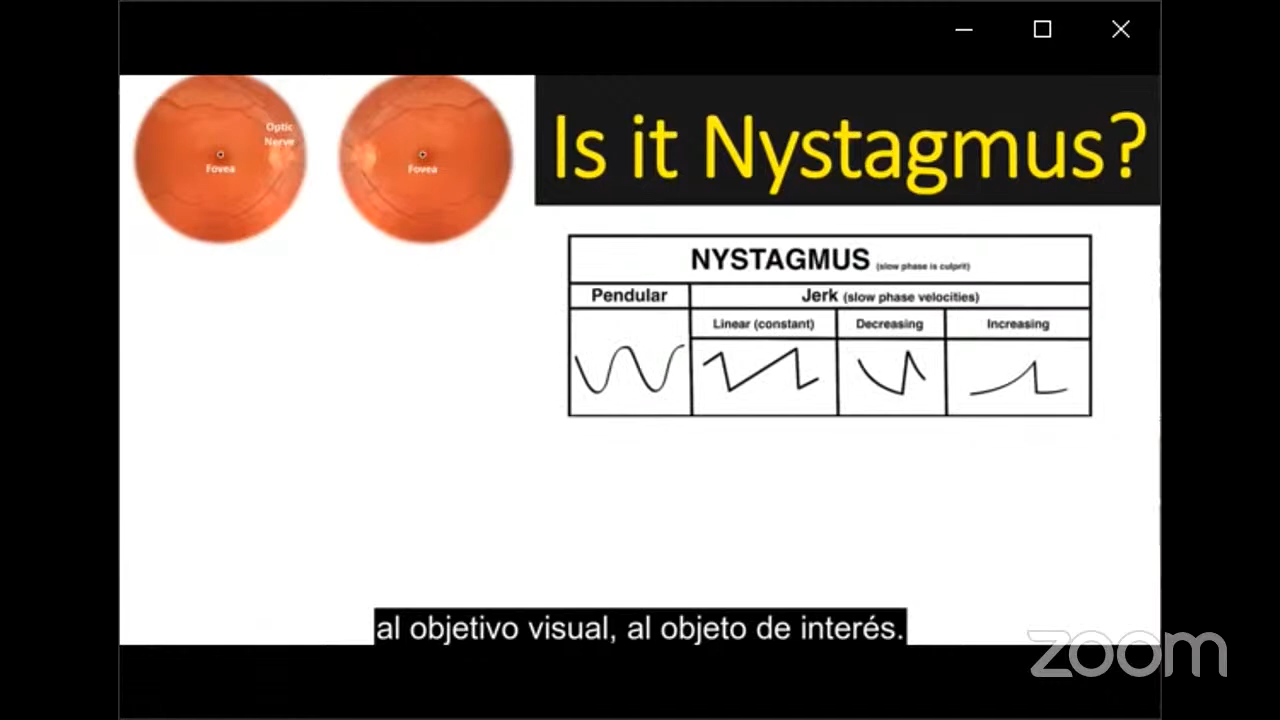 Optic
Nerve
Fovea
Fovea
Is it Nystagmus?
NYSTAGMUS (slow phase is culprit)
Pendular
Jerk (slow phase velocities)
Linear (constant)
Decreasing
Increasing
al objetivo visual, al objeto de interés.
zoom